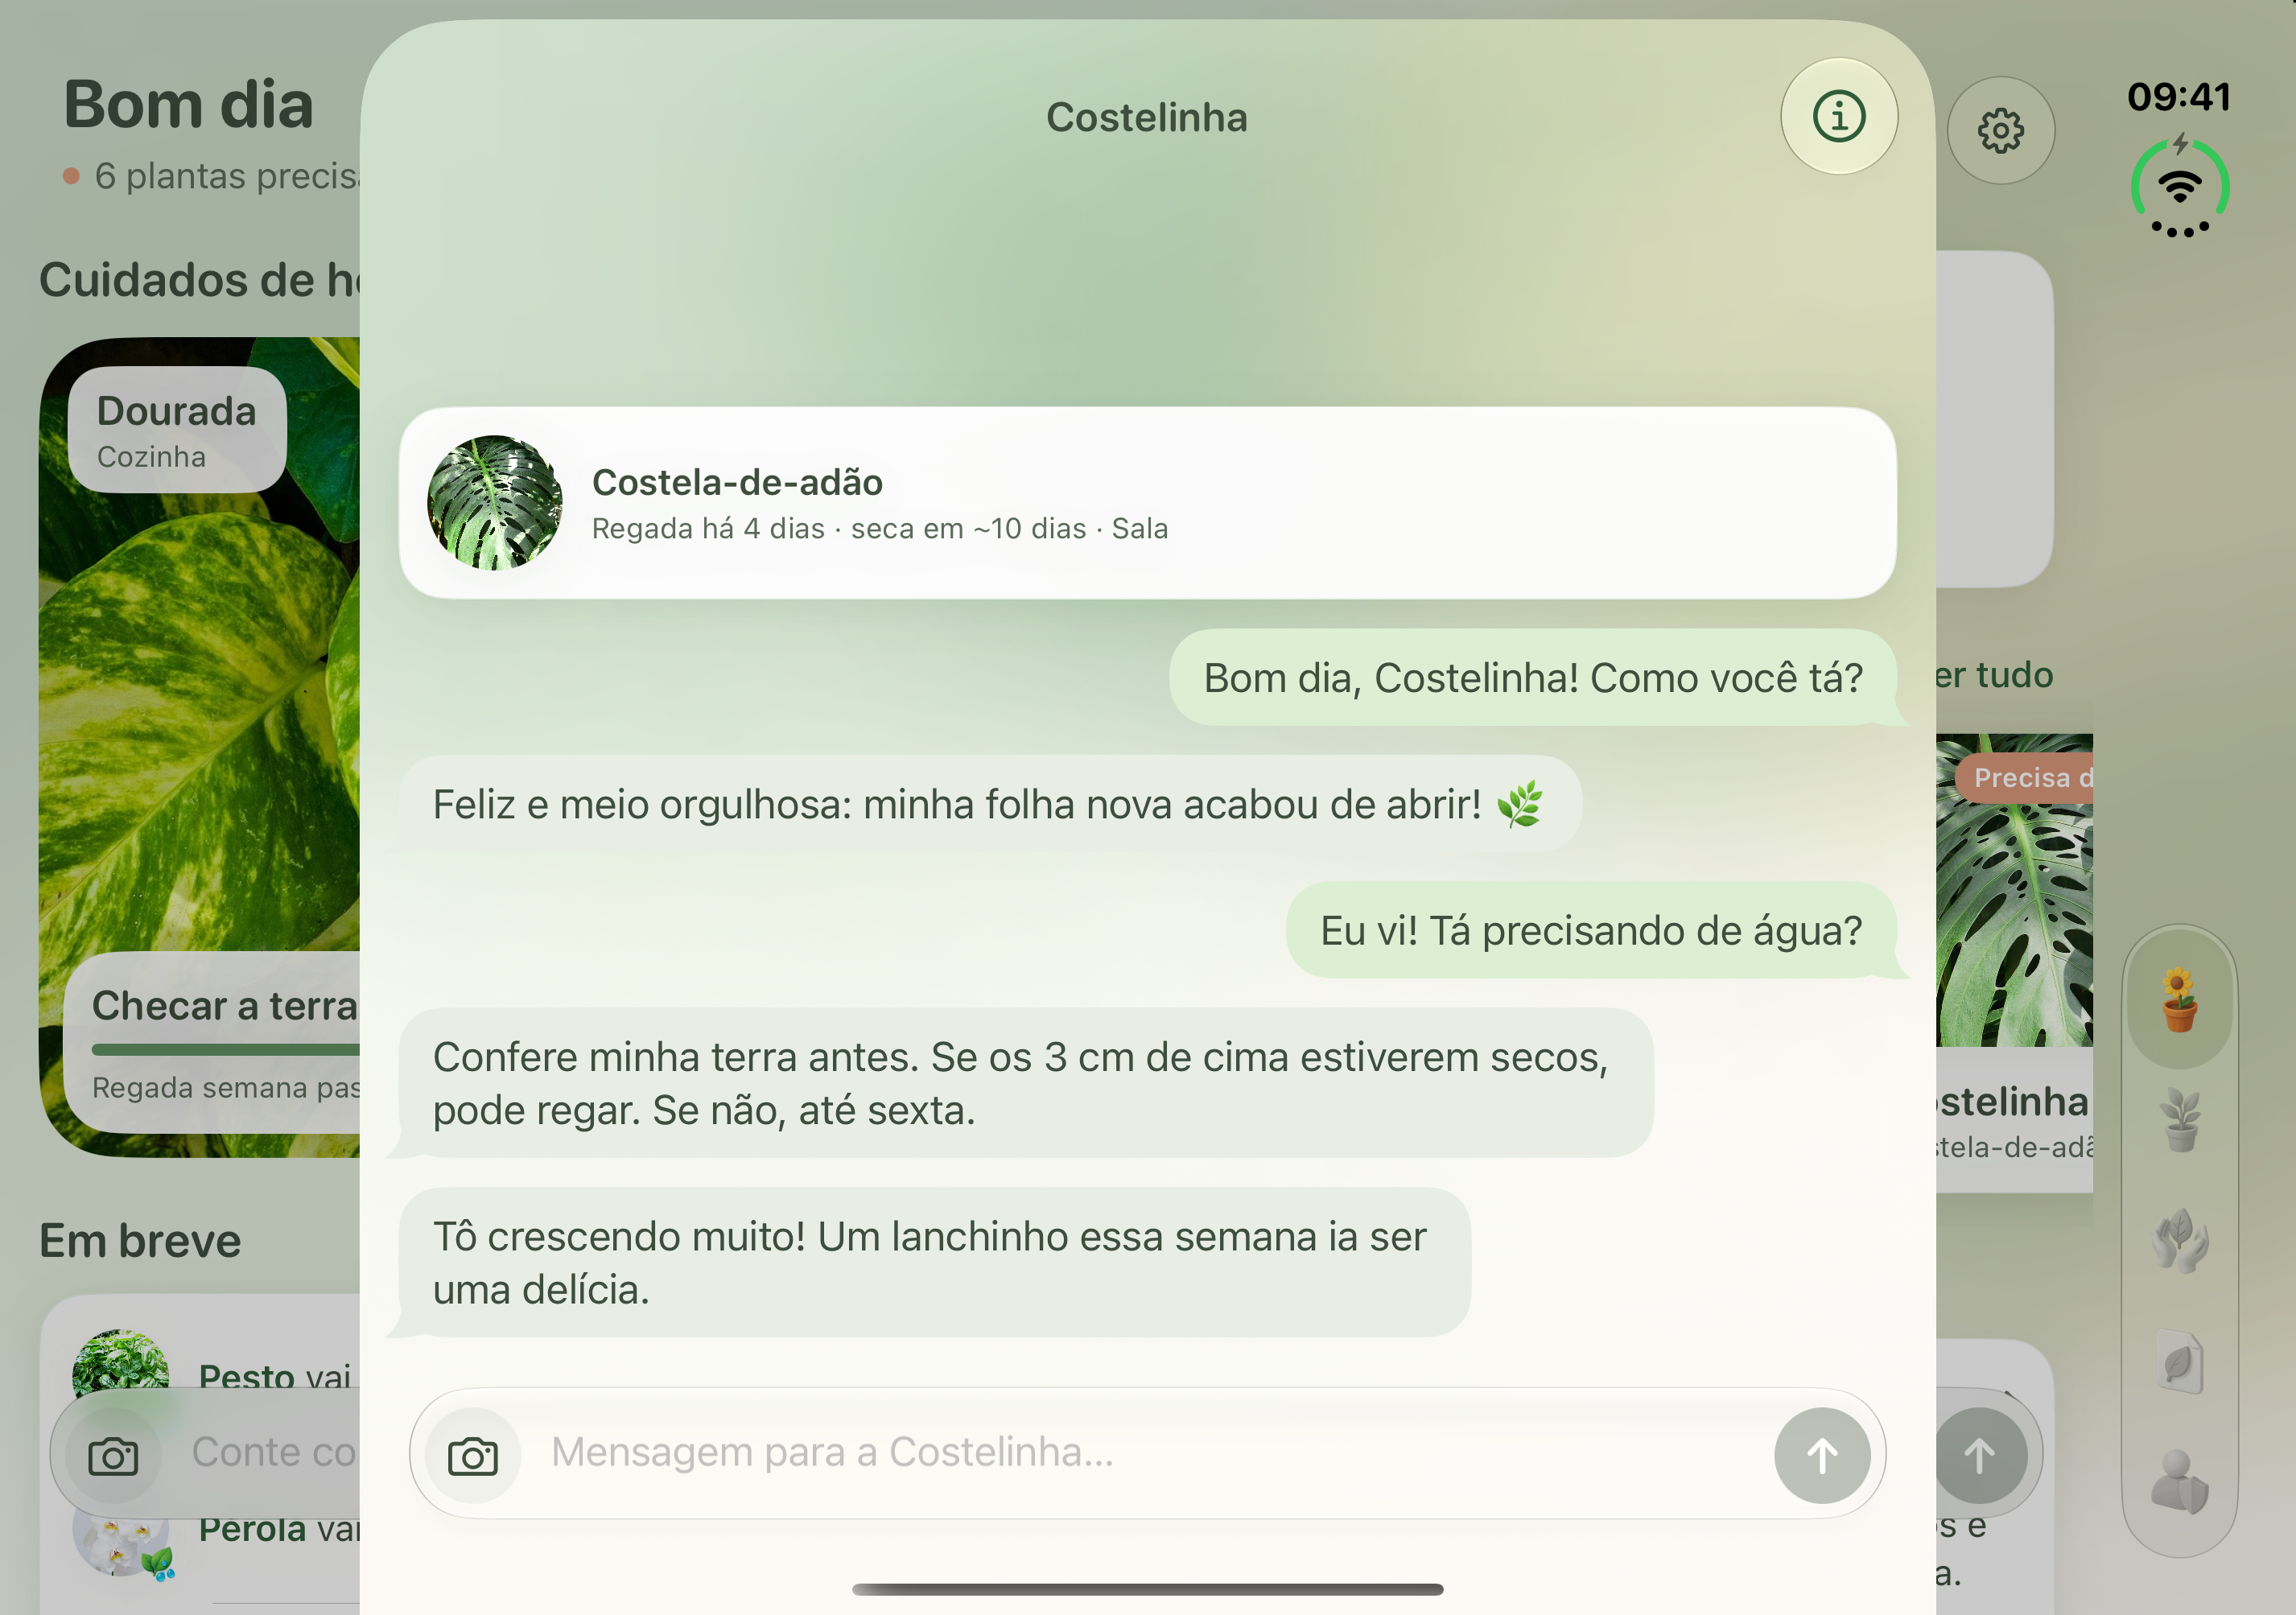 Bom dia
6 plantas precis
Cuidados de h
Dourada
Cozinha
Checar a terra
Regada semana pas
Em breve
Pesto vai
Conte co
Pérola va
Costelinha
Costela-de-adão
Regada há 4 dias · seca em ~10 dias · Sala
Bom dia, Costelinha! Como você tá?
Feliz e meio orgulhosa: minha folha nova acabou de abrir! 🌿
Eu vi! Tá precisando de água?
Confere minha terra antes. Se os 3 cm de cima estiverem secos,
pode regar. Se não, até sexta.
Tô crescendo muito! Um lanchinho essa semana ia ser
uma delícia.
Mensagem para a Costelinha...
09:41
er tudo
Precisa d
ostelinha
stela-de-adã
s e
a.